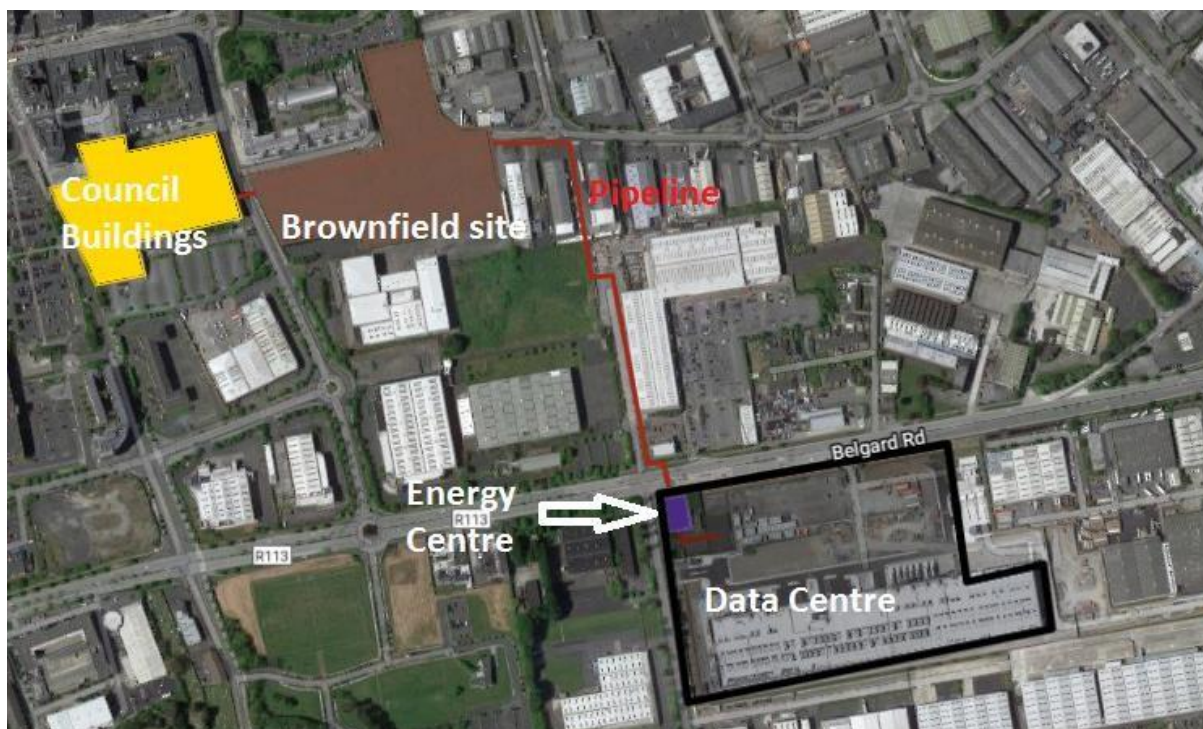 Council
Buildings
Brownfield site
Pipeline
Belgard Rd
Energy
Centre
R113
R113
Data Centre